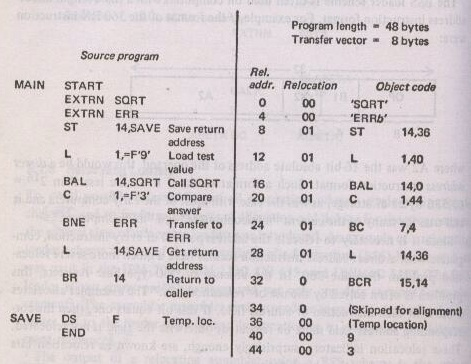 Program length = 48 bytes
Transfer vector = 8 bytes
Source program
Rel.
addr. Relocation Object code
MAIN START
EXTRN SQRT 0 00 'SQRT'
EXTRN ERR 4 00 'ERRb'
ST 14,SAVE Save return 8 01 ST 14,36
address
L 1,=F'9' Load test 12 01 L 1,40
value
BAL 14,SQRT Call SQRT 16 01 BAL 14,0
C 1,=F'3' Compare 20 01 C 1,44
answer
BNE ERR Transfer to 24 01 BC 7,4
ERR
L 14,SAVE Get return 28 01 L 14,36
address
BR 14 Return to 32 0 BCR 15,14
caller
34 0 (Skipped for alignment)
SAVE DS F Temp. loc. 36 00 (Temp location)
END 40 00 9
44 00 3